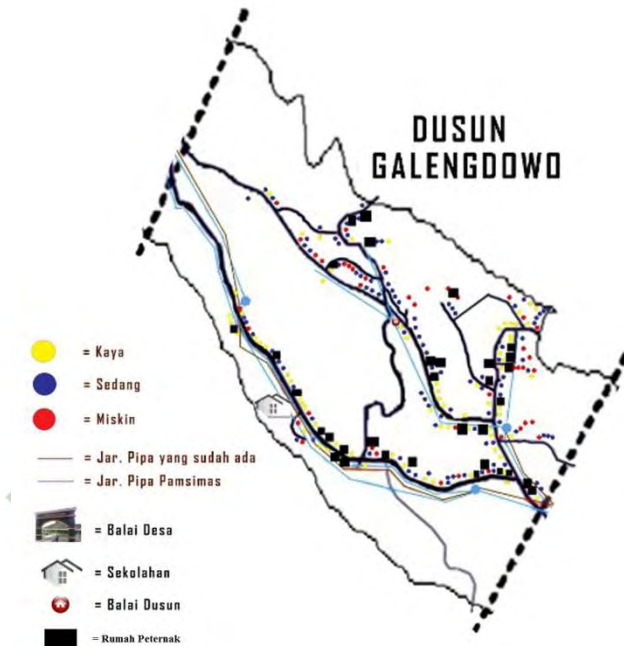 DUSUN
GALENGDOWO
= Kaya
= Sedang
= Miskin
= Jar. Pipa yang sudah ada
= Jar. Pipa Pamsimas
= Balai Desa
= Sekolahan
= Balai Dusun
= Rumah Peternak